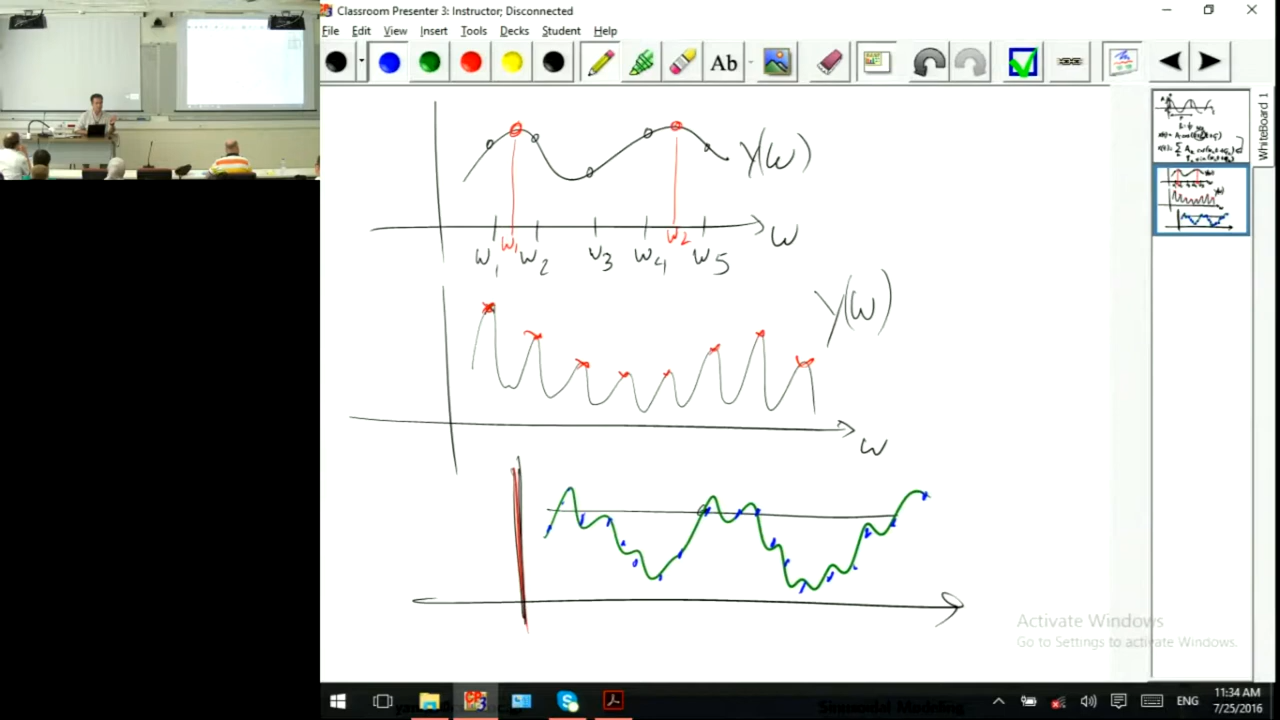 Classroom Presenter 3: Instructor; Disconnected
File Edit View Insert Tools Decks Student Help
Ab
WhiteBoard 1
Y(ω)
ω
ω1 ω2
ω1 ω2 ω3 ω4 ω5
Y(ω)
ω
Activate Windows
Go to Settings to activate Windows.
Sinusoidal Modeling
ENG
11:34 AM
7/25/2016